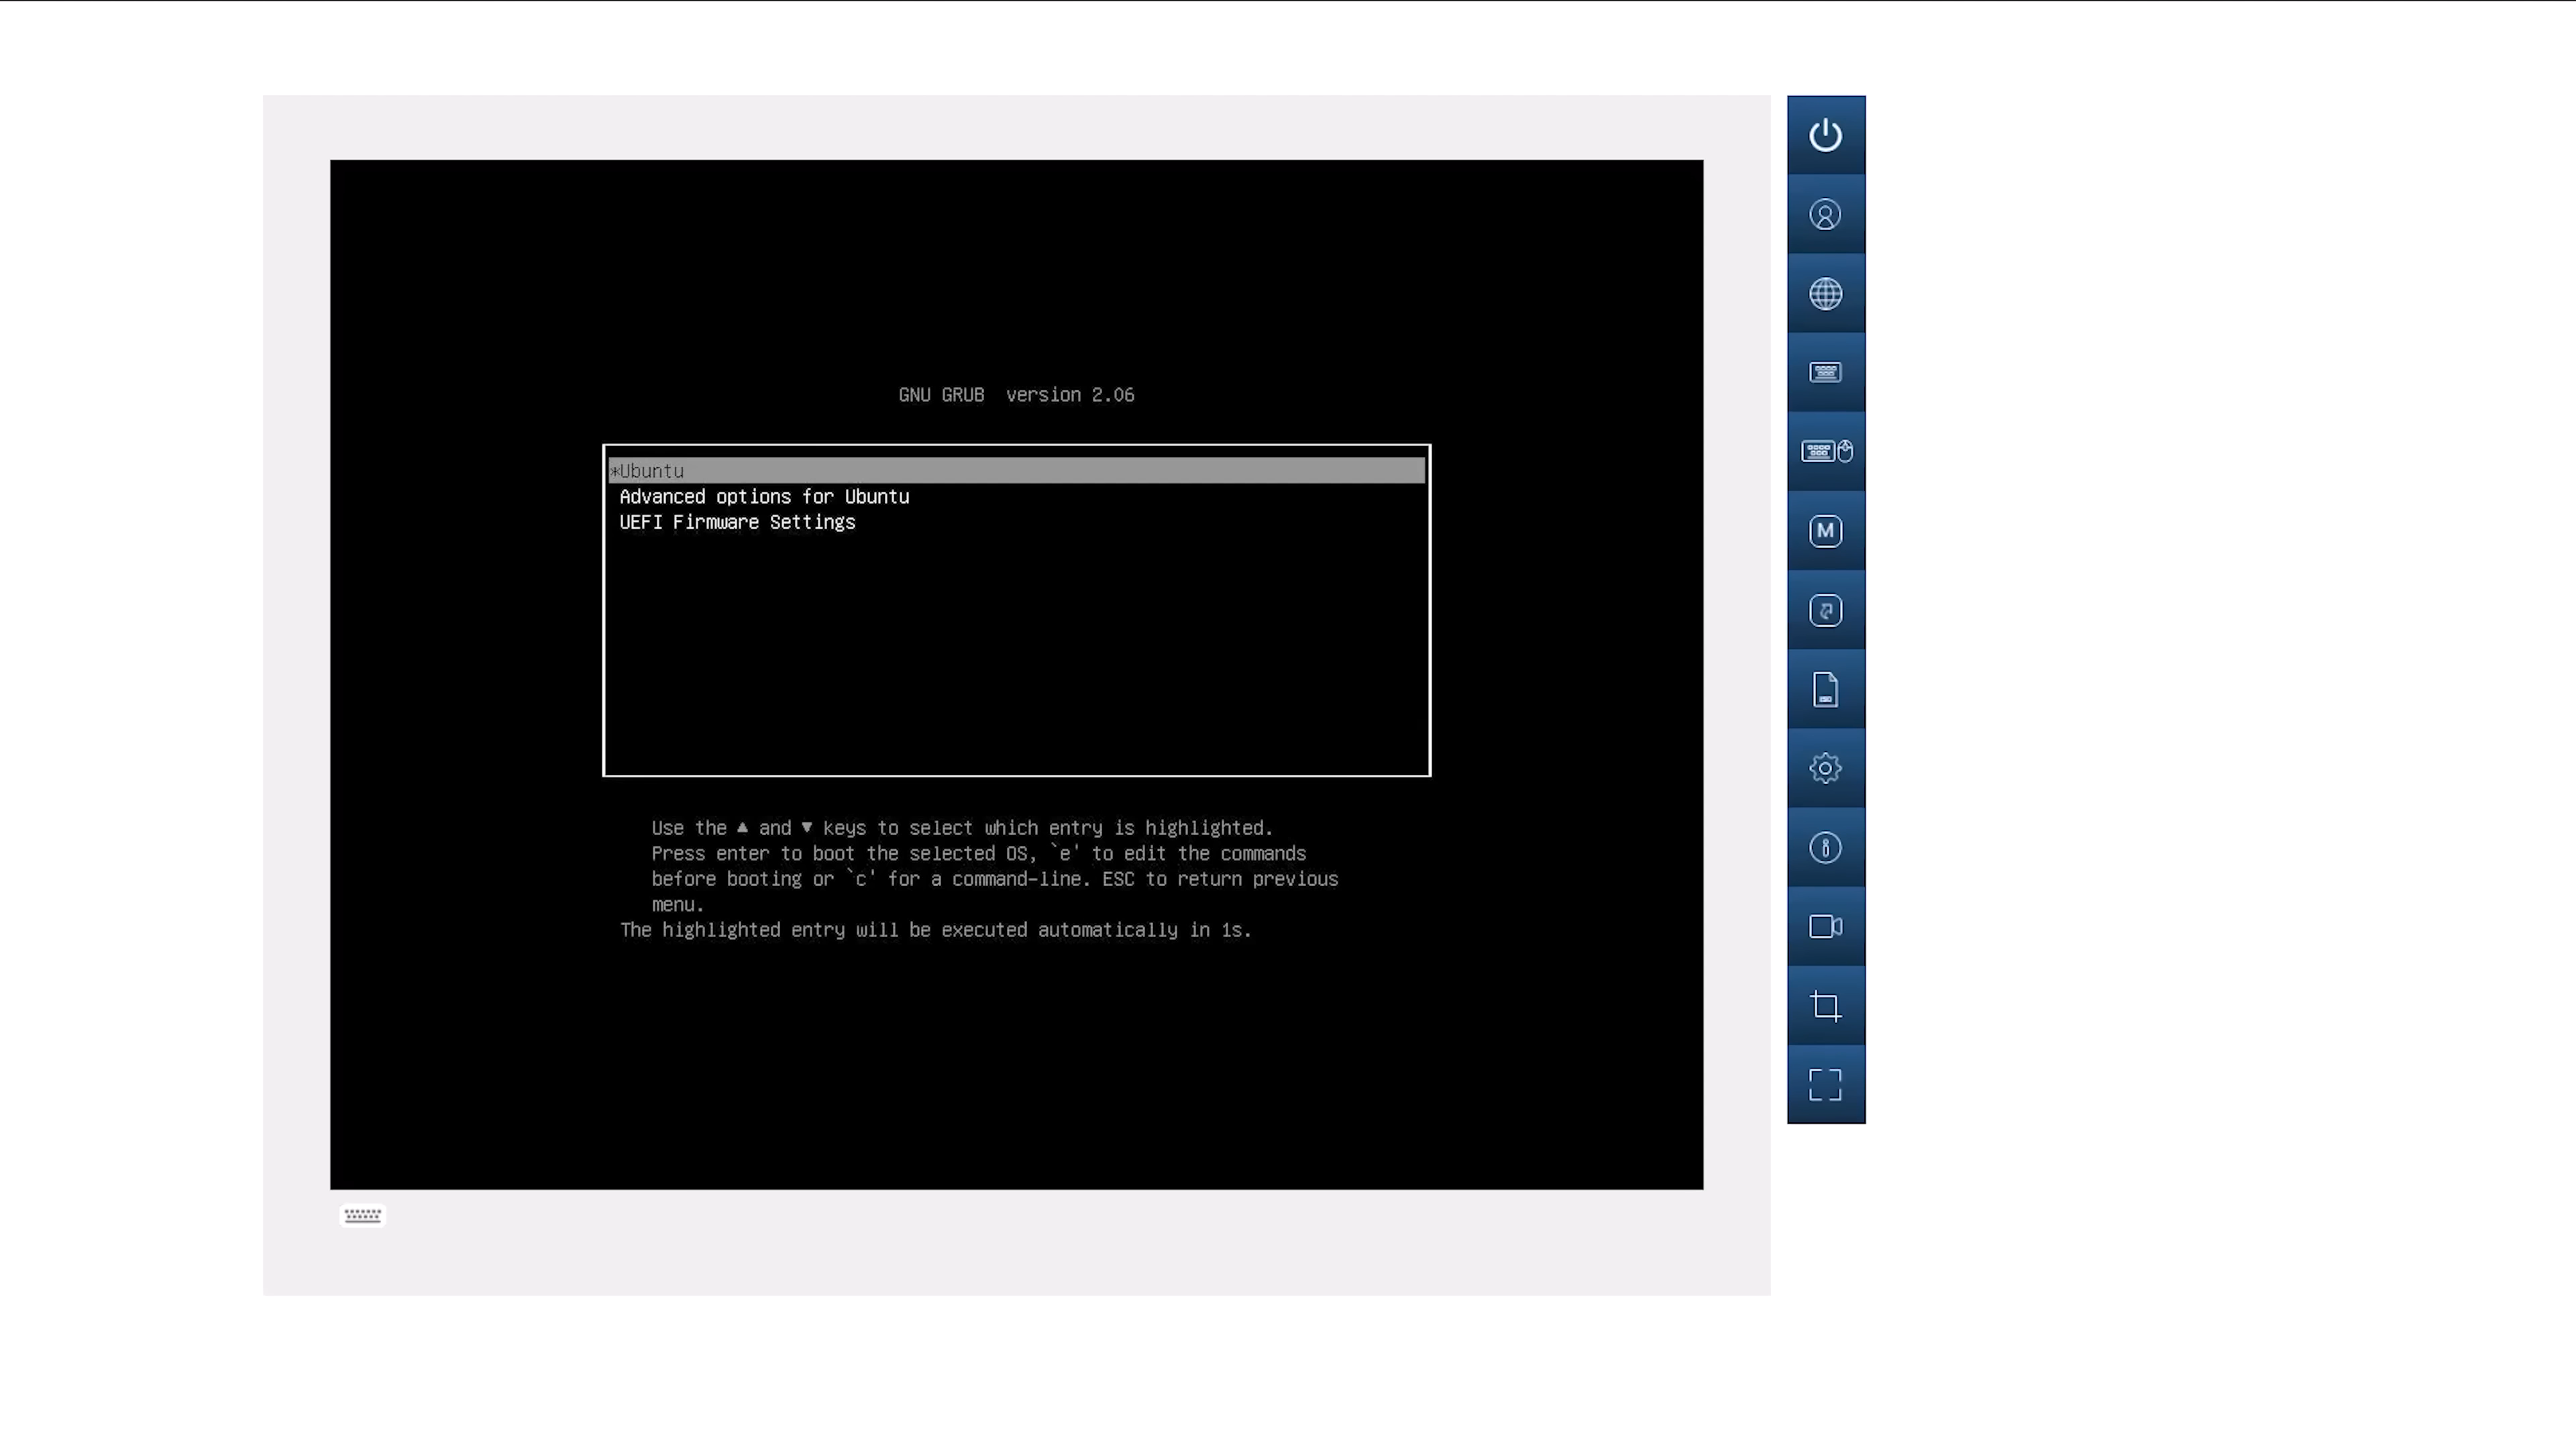 GNU GRUB  version 2.06
*Ubuntu
Advanced options for Ubuntu
UEFI Firmware Settings
Use the ▲ and ▼ keys to select which entry is highlighted.
Press enter to boot the selected OS, `e' to edit the commands
before booting or `c' for a command-line. ESC to return previous
menu.
The highlighted entry will be executed automatically in 1s.
M